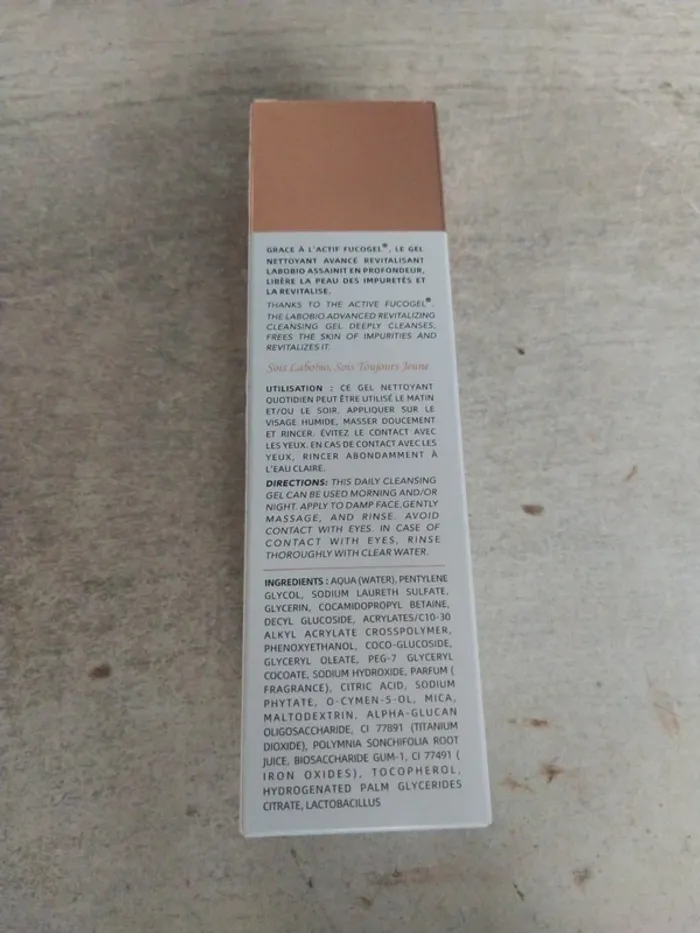 GRACE À L'ACTIF FUCOGEL®, LE GEL
NETTOYANT AVANCÉ REVITALISANT
LABOBIO ASSAINIT EN PROFONDEUR,
LIBÈRE LA PEAU DES IMPURETÉS ET
LA REVITALISE.
THANKS TO THE ACTIVE FUCOGEL®,
THE LABOBIO ADVANCED REVITALIZING
CLEANSING GEL DEEPLY CLEANSES,
FREES THE SKIN OF IMPURITIES AND
REVITALIZES IT.
Sois Labobio, Sois Toujours Jeune
UTILISATION : CE GEL NETTOYANT
QUOTIDIEN PEUT ÊTRE UTILISÉ LE MATIN
ET/OU LE SOIR. APPLIQUER SUR LE
VISAGE HUMIDE, MASSER DOUCEMENT
ET RINCER. ÉVITEZ LE CONTACT AVEC
LES YEUX. EN CAS DE CONTACT AVEC LES
YEUX, RINCER ABONDAMMENT À
L'EAU CLAIRE.
DIRECTIONS: THIS DAILY CLEANSING
GEL CAN BE USED MORNING AND/OR
NIGHT. APPLY TO DAMP FACE,GENTLY
MASSAGE, AND RINSE. AVOID
CONTACT WITH EYES. IN CASE OF
CONTACT WITH EYES, RINSE
THOROUGHLY WITH CLEAR WATER.
INGREDIENTS : AQUA (WATER), PENTYLENE
GLYCOL, SODIUM LAURETH SULFATE,
GLYCERIN, COCAMIDOPROPYL BETAINE,
DECYL GLUCOSIDE, ACRYLATES/C10-30
ALKYL ACRYLATE CROSSPOLYMER,
PHENOXYETHANOL, COCO-GLUCOSIDE,
GLYCERYL OLEATE, PEG-7 GLYCERYL
COCOATE, SODIUM HYDROXIDE, PARFUM (
FRAGRANCE), CITRIC ACID, SODIUM
PHYTATE, O-CYMEN-5-OL, MICA,
MALTODEXTRIN, ALPHA-GLUCAN
OLIGOSACCHARIDE, CI 77891 (TITANIUM
DIOXIDE), POLYMNIA SONCHIFOLIA ROOT
JUICE, BIOSACCHARIDE GUM-1, CI 77491 (
IRON OXIDES), TOCOPHEROL,
HYDROGENATED PALM GLYCERIDES
CITRATE, LACTOBACILLUS